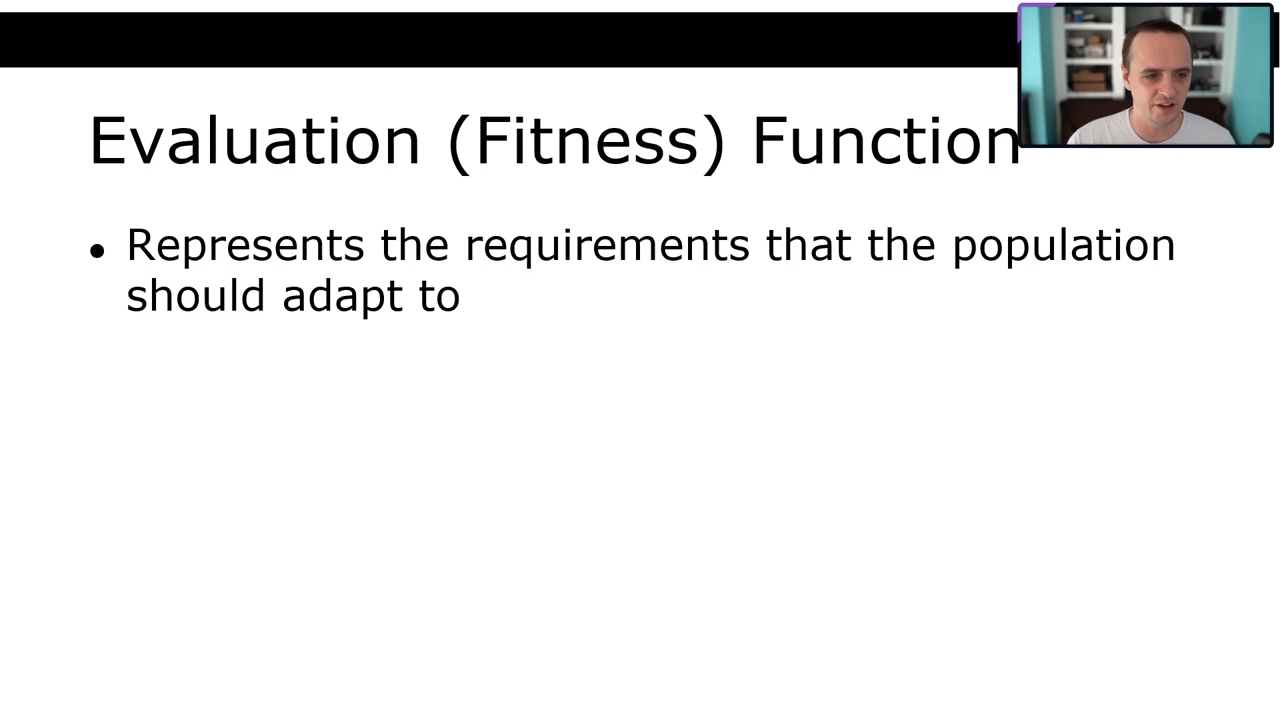 Evaluation (Fitness) Function
● Represents the requirements that the population
should adapt to